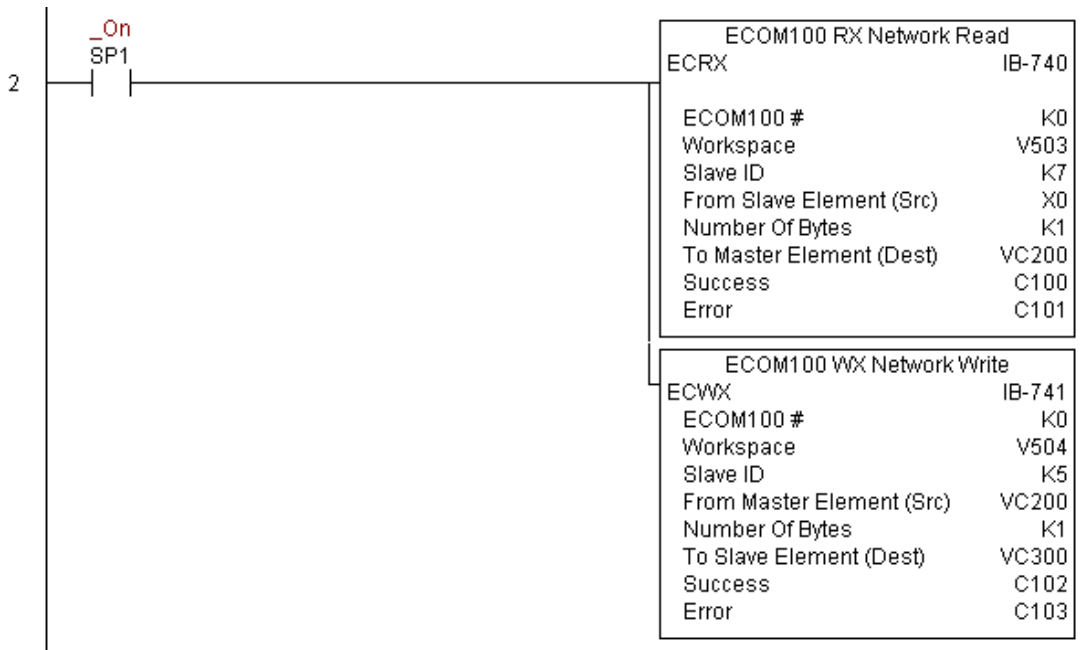 _On
SP1
2
ECOM100 RX Network Read
ECRX IB-740
ECOM100 # K0
Workspace V503
Slave ID K7
From Slave Element (Src) X0
Number Of Bytes K1
To Master Element (Dest) VC200
Success C100
Error C101
ECOM100 WX Network Write
ECWX IB-741
ECOM100 # K0
Workspace V504
Slave ID K5
From Master Element (Src) VC200
Number Of Bytes K1
To Slave Element (Dest) VC300
Success C102
Error C103